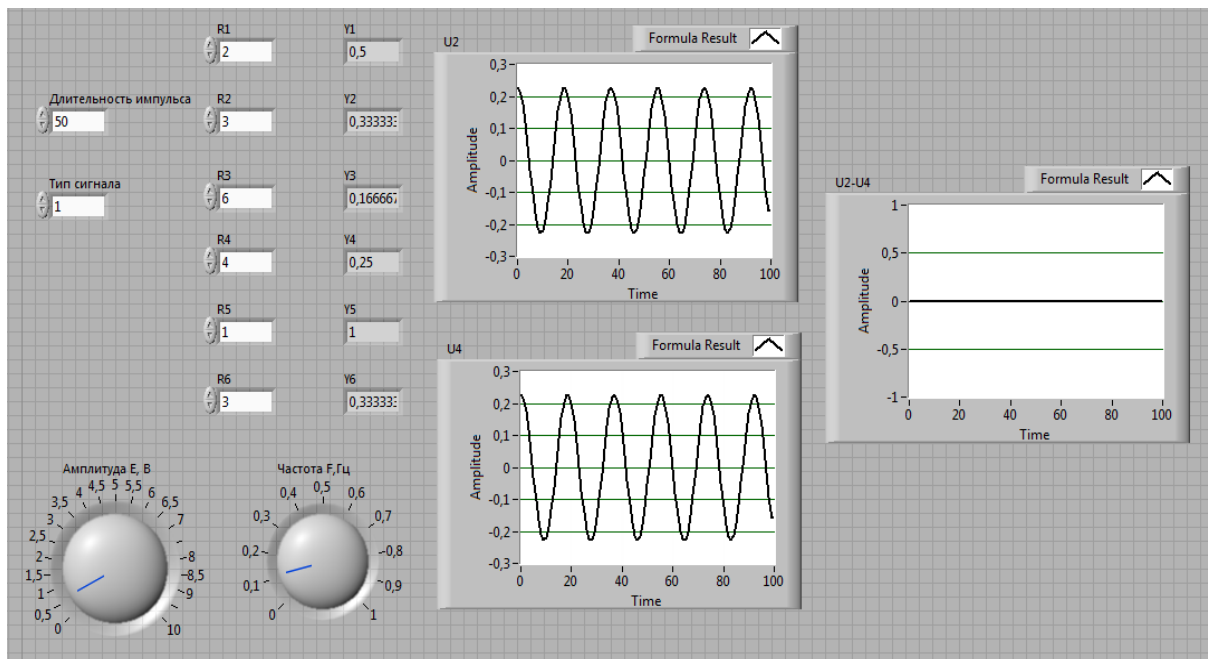 R1
2
Y1
0,5
Длительность импульса
50
R2
3
Y2
0,333333
Тип сигнала
1
R3
6
Y3
0,166667
R4
4
Y4
0,25
R5
1
Y5
1
R6
3
Y6
0,333333
Амплитуда E, В
0
0,5
1
1,5
2
2,5
3
3,5
4
4,5
5
5,5
6
6,5
7
8
8,5
9
10
Частота F,Гц
0
0,1
0,2
0,3
0,4
0,5
0,6
0,7
0,8
0,9
1
U2
Formula Result
Amplitude
0,3
0,2
0,1
0
-0,1
-0,2
-0,3
0 20 40 60 80 100
Time
U4
Formula Result
Amplitude
0,3
0,2
0,1
0
-0,1
-0,2
-0,3
0 20 40 60 80 100
Time
U2-U4
Formula Result
Amplitude
1
0,5
0
-0,5
-1
0 20 40 60 80 100
Time